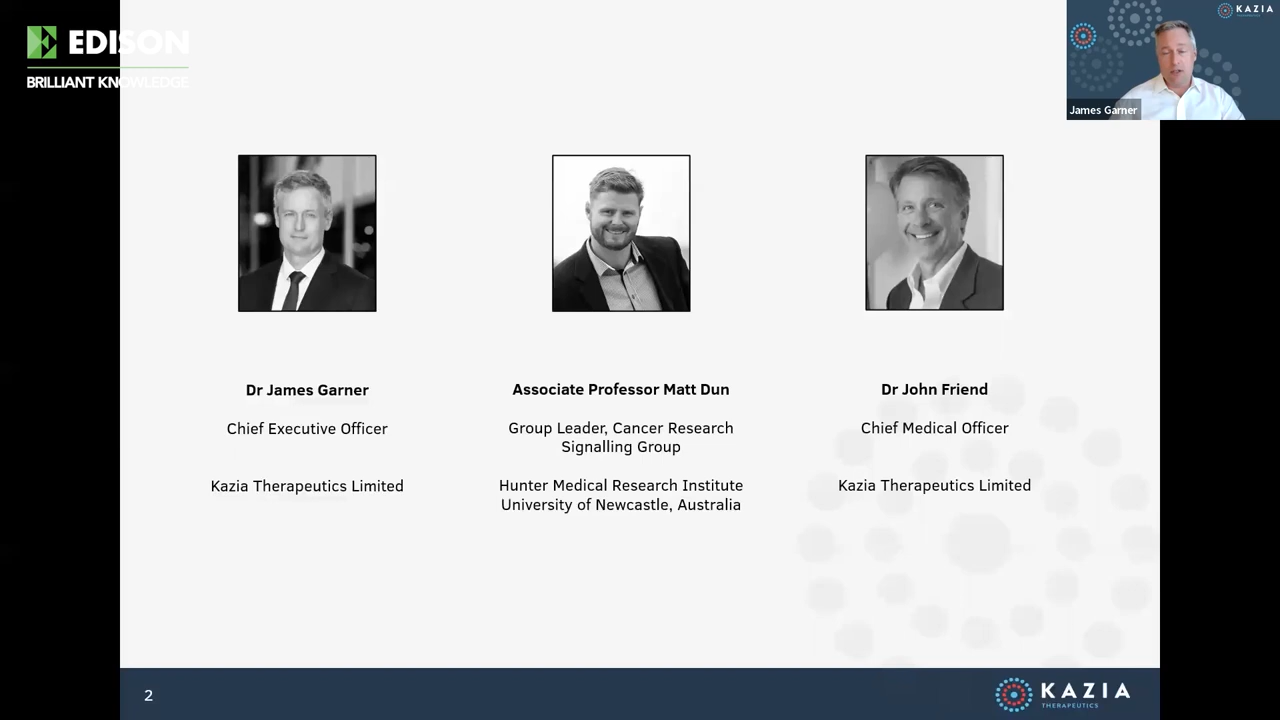 EDISON
BRILLIANT KNOWLEDGE
KAZIA
James Garner
Dr James Garner
Chief Executive Officer
Kazia Therapeutics Limited
Associate Professor Matt Dun
Group Leader, Cancer Research
Signalling Group
Hunter Medical Research Institute
University of Newcastle, Australia
Dr John Friend
Chief Medical Officer
Kazia Therapeutics Limited
2
KAZIA
THERAPEUTICS